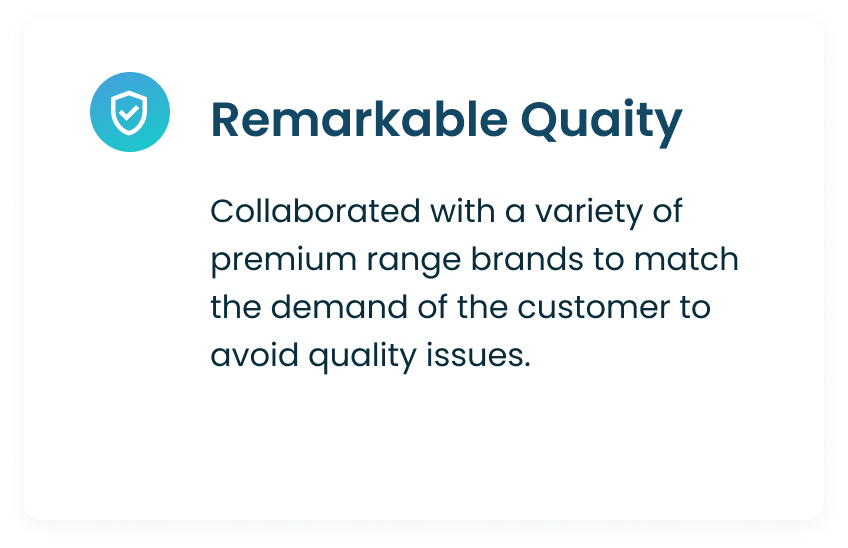 Remarkable Quaity
Collaborated with a variety of
premium range brands to match
the demand of the customer to
avoid quality issues.